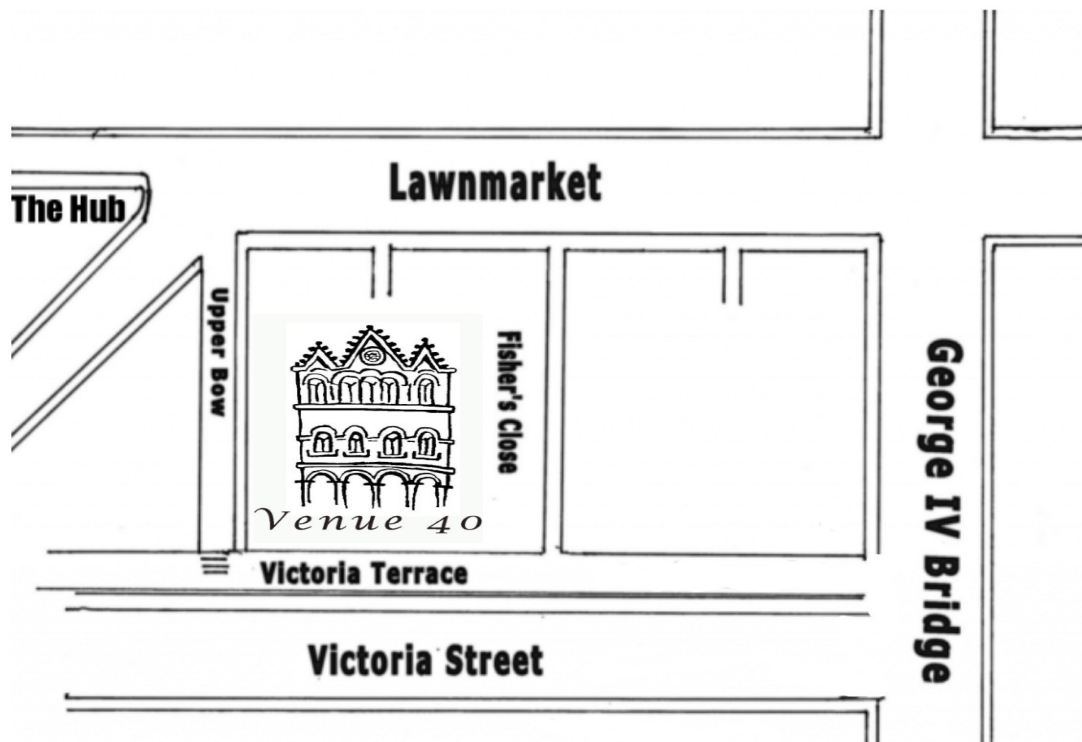 Lawnmarket
The Hub
Upper Bow
Fisher's Close
George IV Bridge
Venue 40
Victoria Terrace
Victoria Street